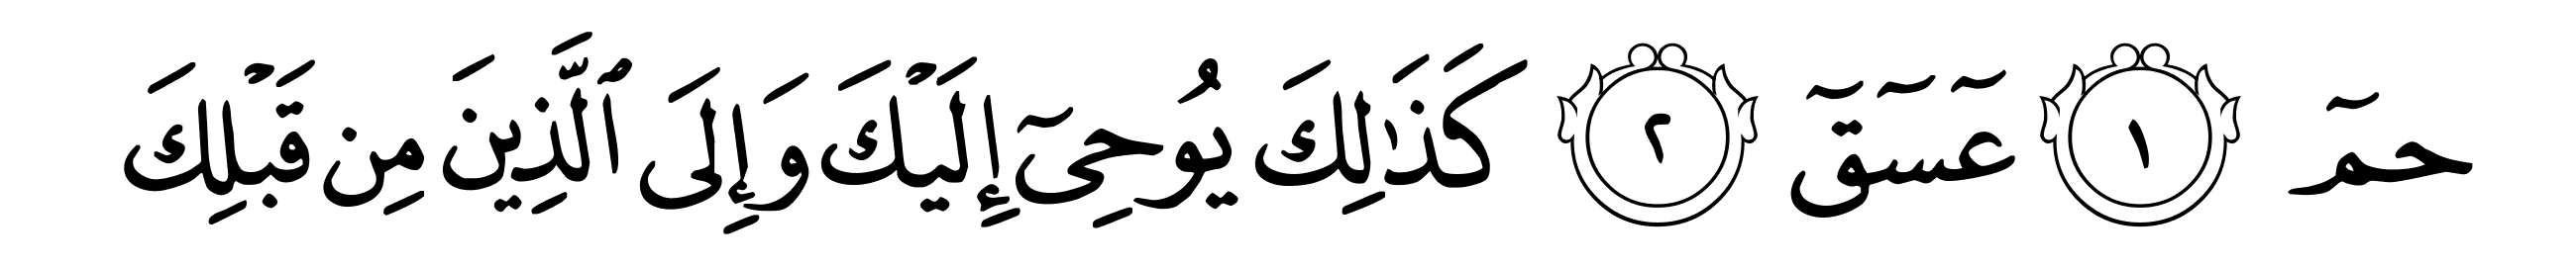 حمٓ ١ عٓسٓقٓ ٢ كَذَٰلِكَ يُوحِىٓ إِلَيْكَ وَإِلَى ٱلَّذِينَ مِن قَبْلِكَ